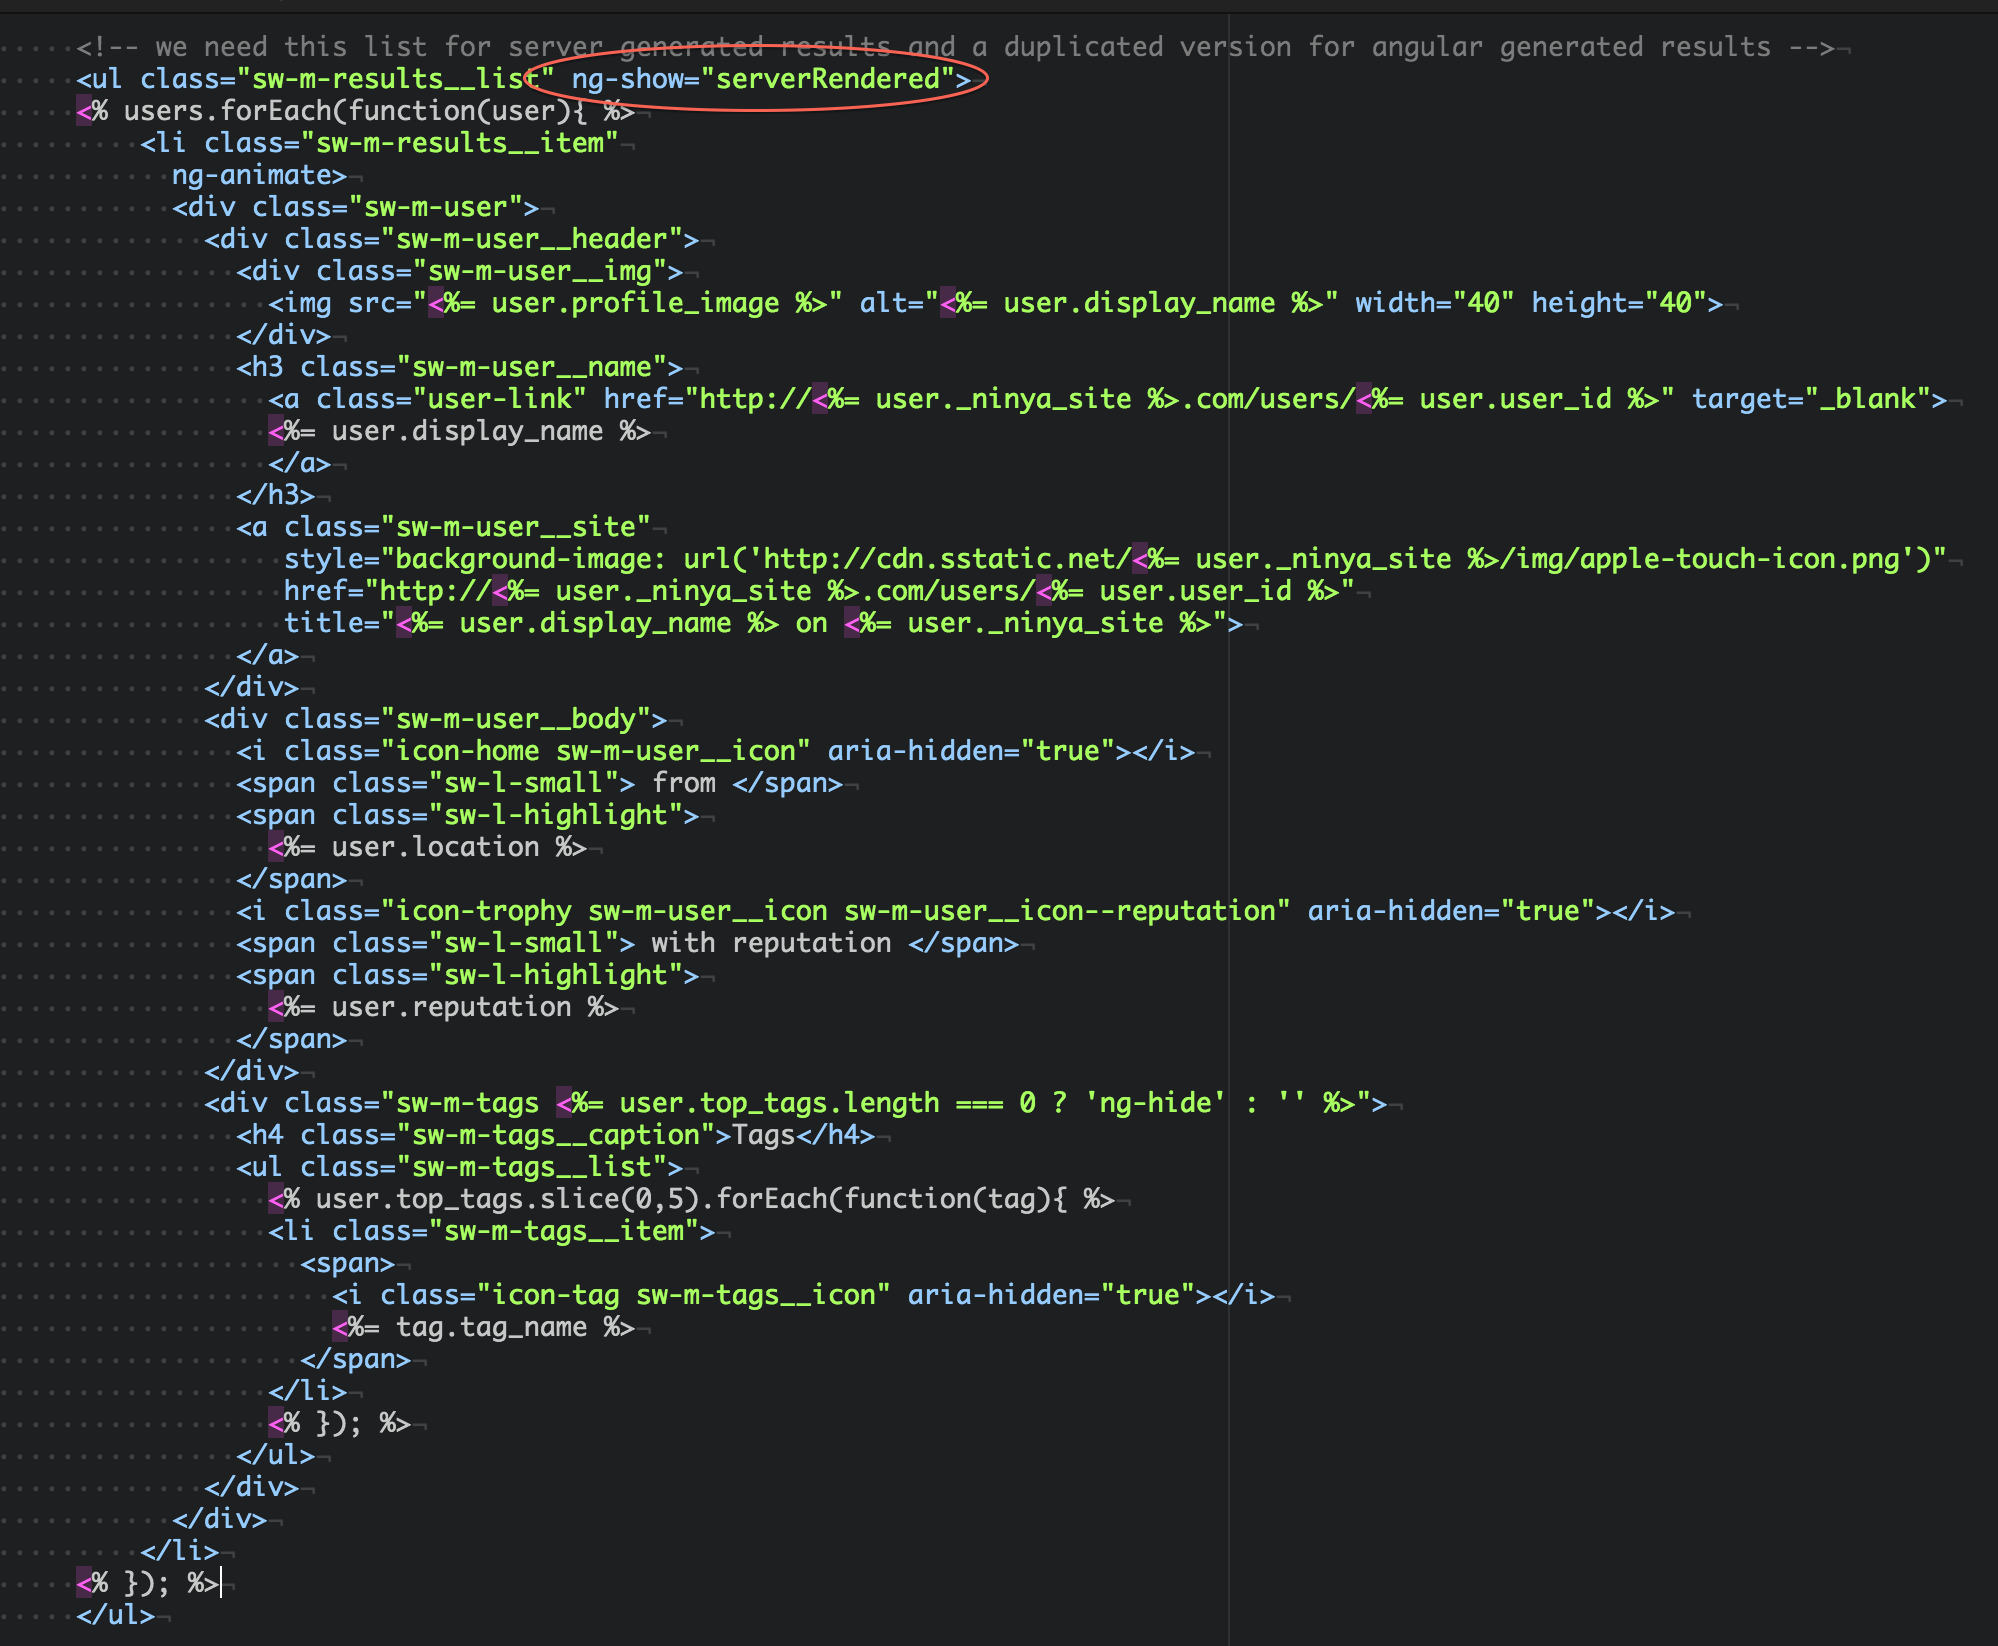 <!-- we need this list for server generated results and a duplicated version for angular generated results -->
<ul class="sw-m-results__list" ng-show="serverRendered">
<% users.forEach(function(user){ %>
<li class="sw-m-results__item"
ng-animate>
<div class="sw-m-user">
<div class="sw-m-user__header">
<div class="sw-m-user__img">
<img src="<%= user.profile_image %>" alt="<%= user.display_name %>" width="40" height="40">
</div>
<h3 class="sw-m-user__name">
<a class="user-link" href="http://<%= user._ninya_site %>.com/users/<%= user.user_id %>" target="_blank">
<%= user.display_name %>
</a>
</h3>
<a class="sw-m-user__site"
style="background-image: url('http://cdn.sstatic.net/<%= user._ninya_site %>/img/apple-touch-icon.png')"
href="http://<%= user._ninya_site %>.com/users/<%= user.user_id %>"
title="<%= user.display_name %> on <%= user._ninya_site %>">
</a>
</div>
<div class="sw-m-user__body">
<i class="icon-home sw-m-user__icon" aria-hidden="true"></i>
<span class="sw-l-small"> from </span>
<span class="sw-l-highlight">
<%= user.location %>
</span>
<i class="icon-trophy sw-m-user__icon sw-m-user__icon--reputation" aria-hidden="true"></i>
<span class="sw-l-small"> with reputation </span>
<span class="sw-l-highlight">
<%= user.reputation %>
</span>
</div>
<div class="sw-m-tags <%= user.top_tags.length === 0 ? 'ng-hide' : '' %>">
<h4 class="sw-m-tags__caption">Tags</h4>
<ul class="sw-m-tags__list">
<% user.top_tags.slice(0,5).forEach(function(tag){ %>
<li class="sw-m-tags__item">
<span>
<i class="icon-tag sw-m-tags__icon" aria-hidden="true"></i>
<%= tag.tag_name %>
</span>
</li>
<% }); %>
</ul>
</div>
</div>
</li>
<% }); %>
</ul>